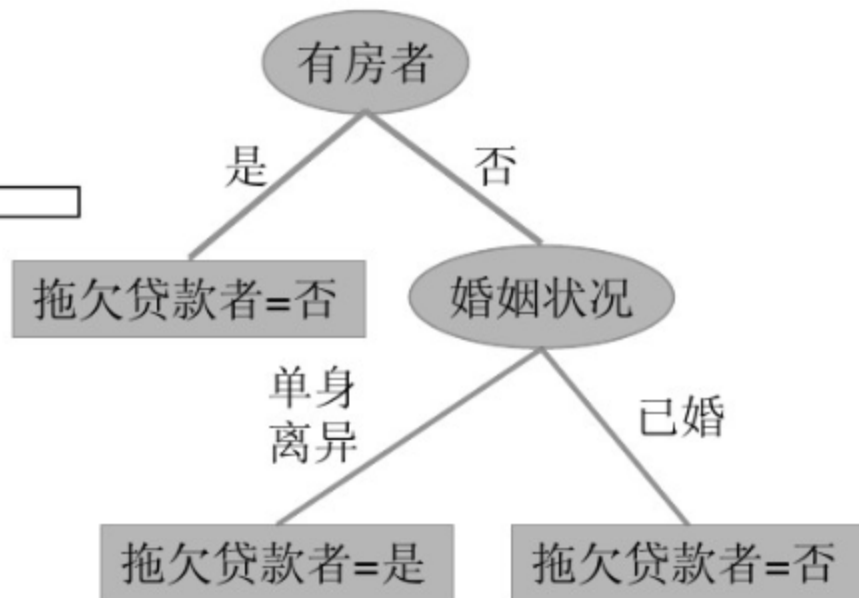 有房者
是
否
拖欠贷款者=否
婚姻状况
单身
离异
已婚
拖欠贷款者=是
拖欠贷款者=否